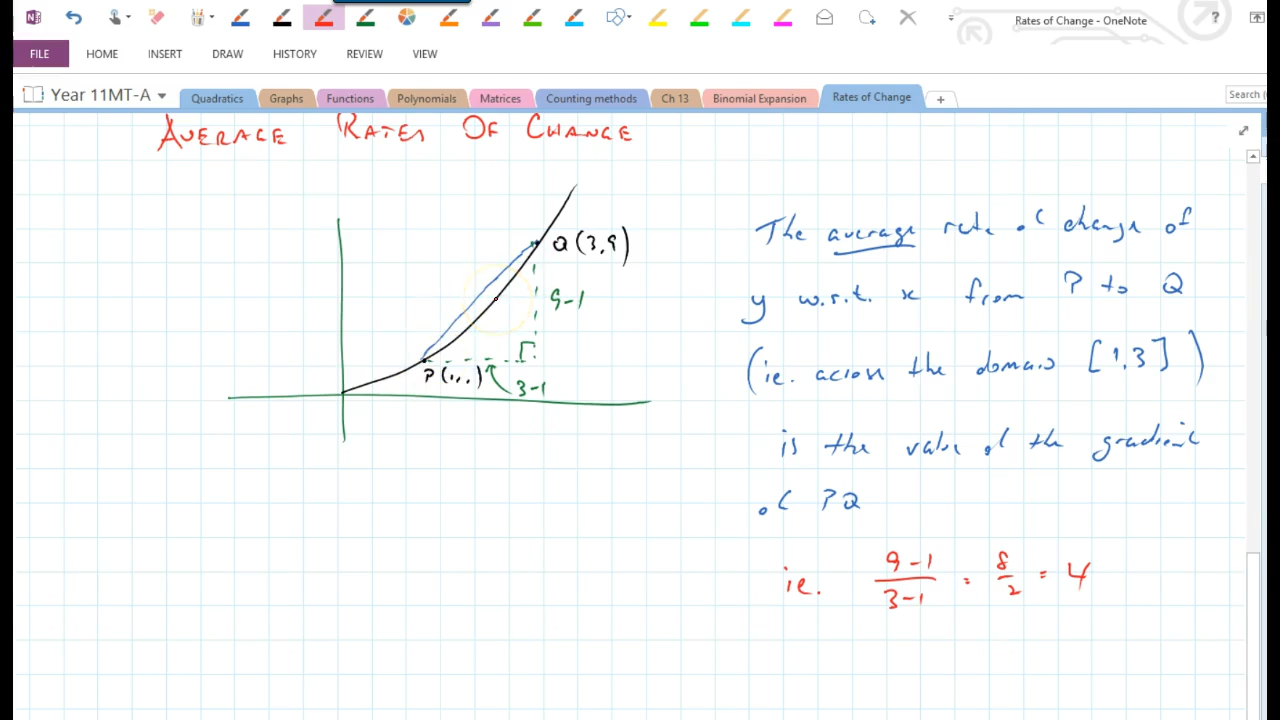 Rates of Change - OneNote
?
FILE HOME INSERT DRAW HISTORY REVIEW VIEW
Year 11MT-A Quadratics Graphs Functions Polynomials Matrices Counting methods Ch 13 Binomial Expansion Rates of Change + Search (
AVERAGE RATES OF CHANGE
Q(3,9)
9-1
P(1,1)
3-1
The average rate of change of
y w.r.t. x from P to Q
(ie. across the domain [1,3])
is the value of the gradient
of PQ
ie. 9-1/3-1 = 8/2 = 4